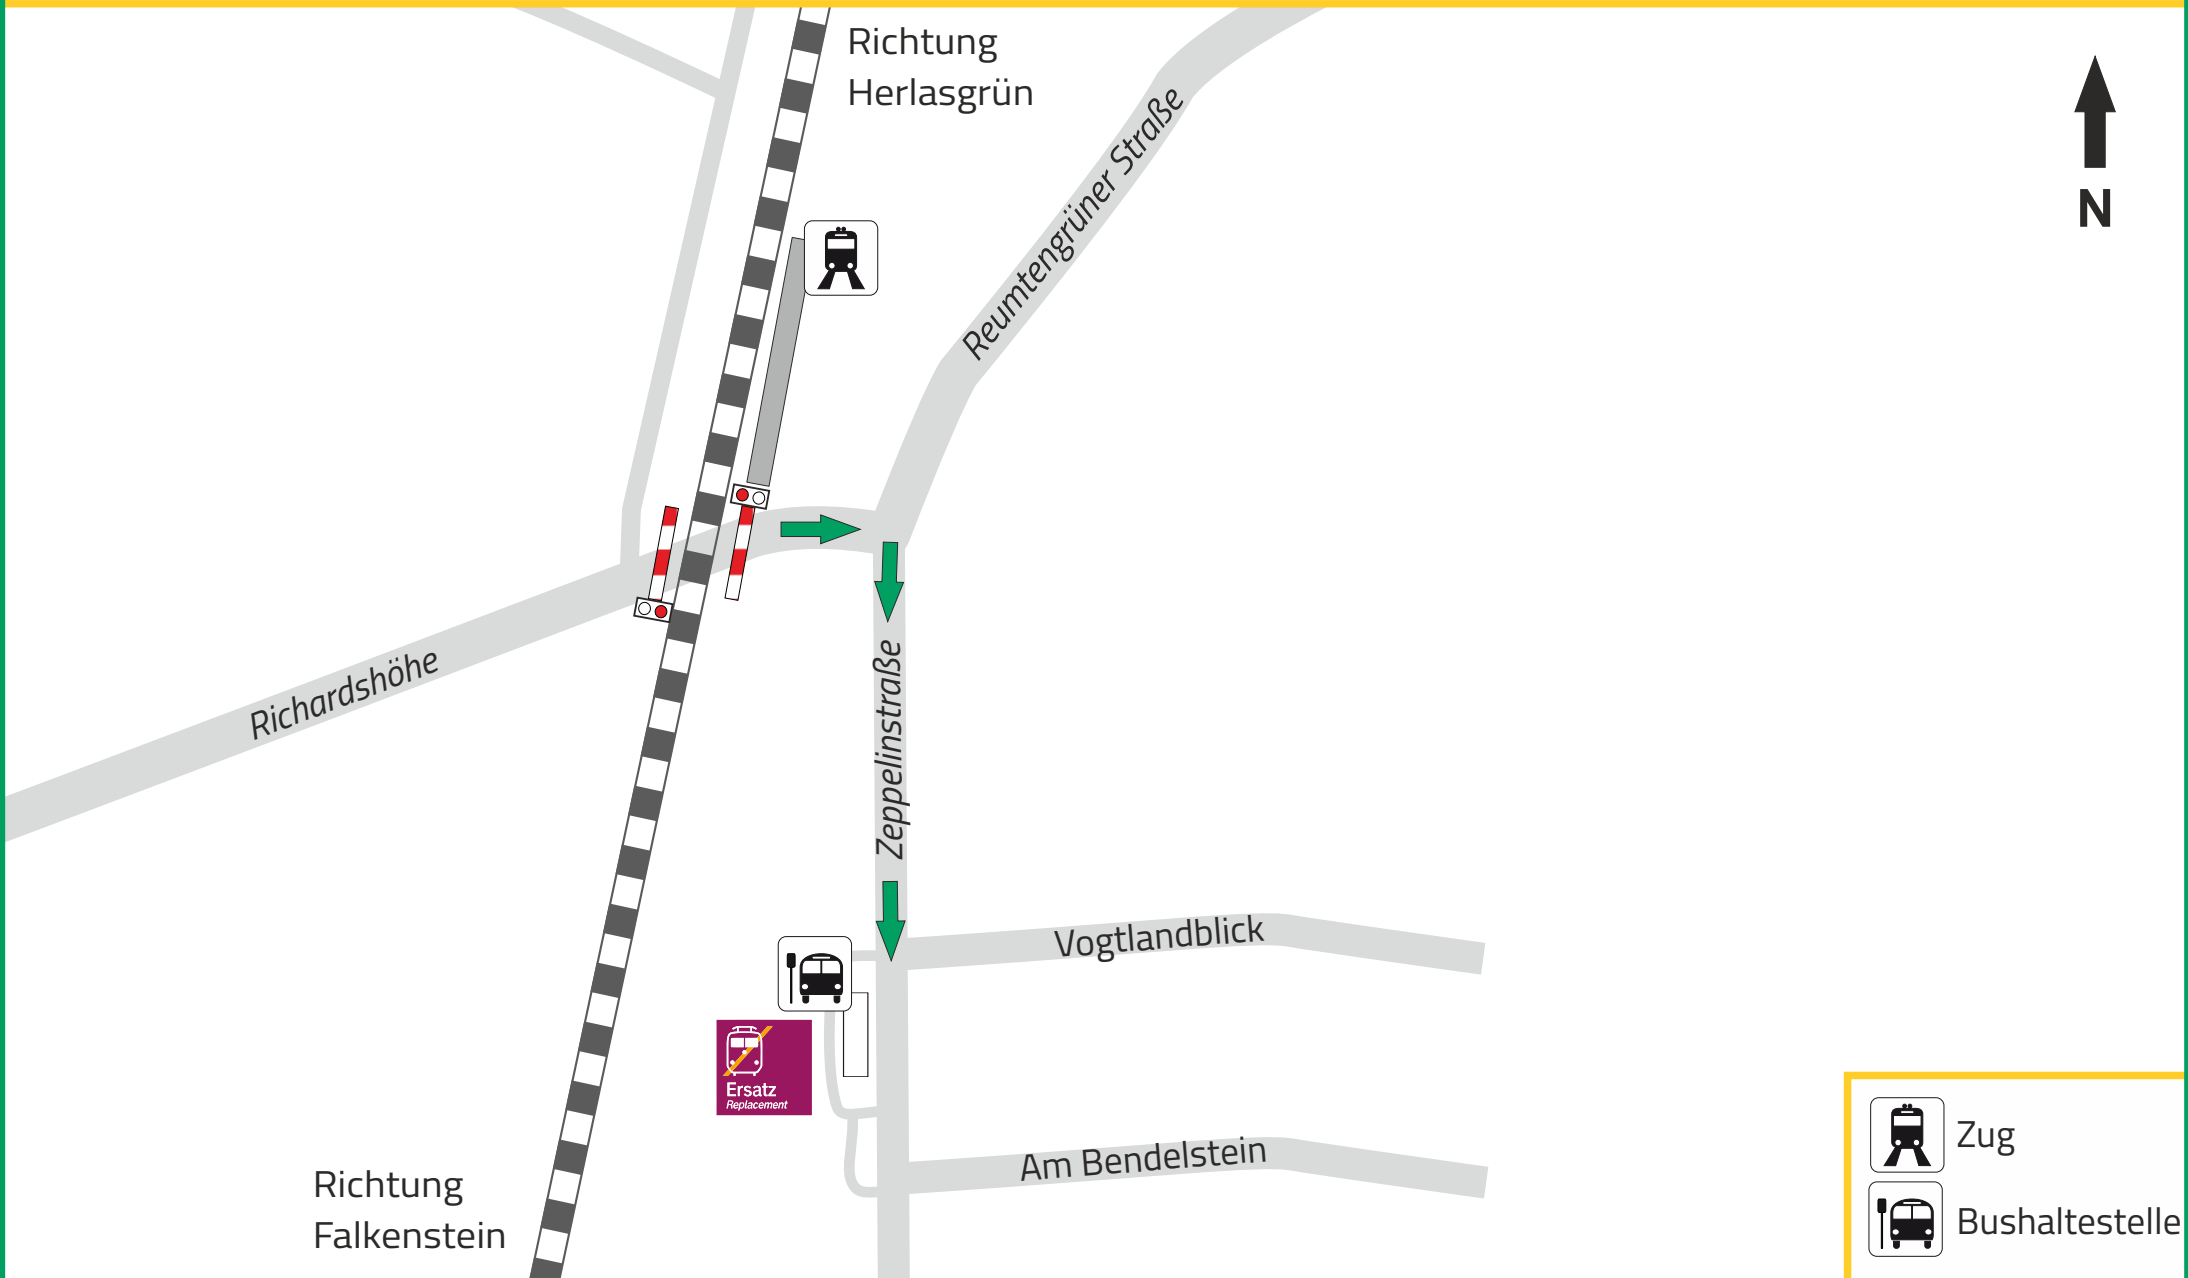 Richtung
Herlasgrün
Reumtengrüner Straße
N
Richardshöhe
Zeppelinstraße
Vogtlandblick
Ersatz
Replacement
Am Bendelstein
Richtung
Falkenstein
Zug
Bushaltestelle